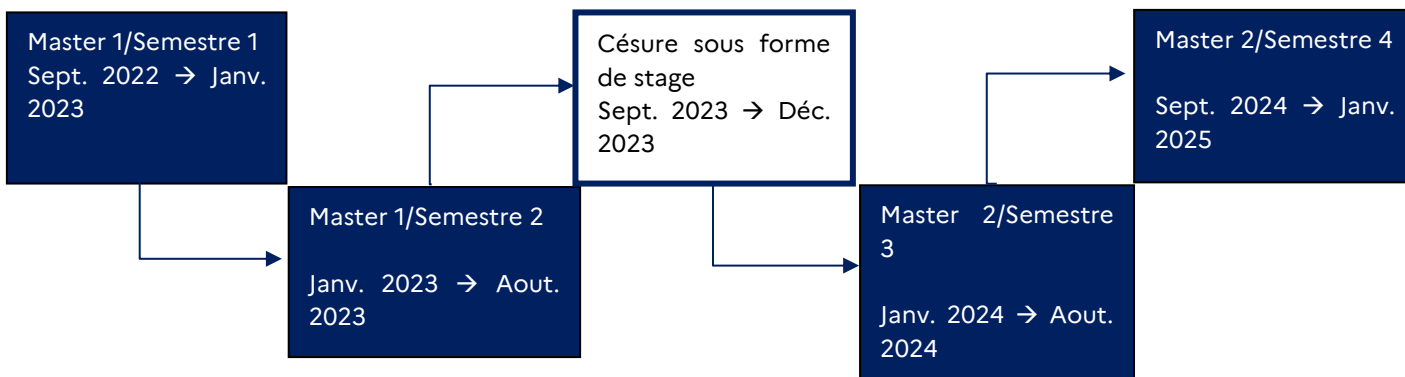 Master 1/Semestre 1
Sept. 2022 → Janv.
2023
Master 1/Semestre 2
Janv. 2023 → Aout.
2023
Césure sous forme
de stage
Sept. 2023 → Déc.
2023
Master 2/Semestre
3
Janv. 2024 → Aout.
2024
Master 2/Semestre 4
Sept. 2024 → Janv.
2025